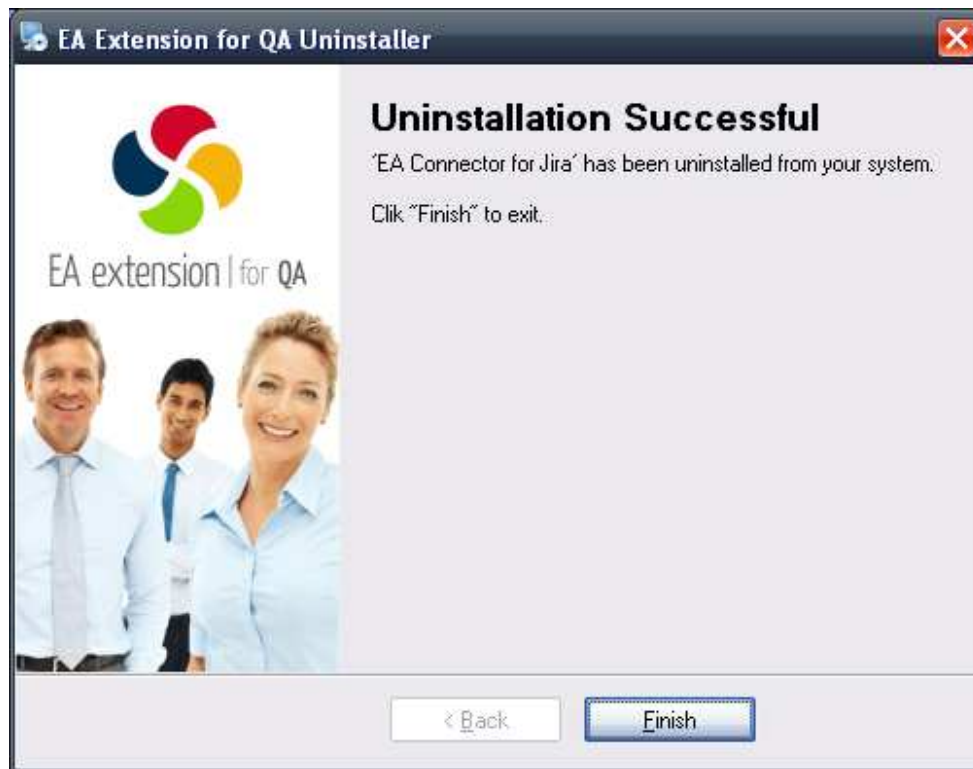 EA Extension for QA Uninstaller
Uninstallation Successful
´EA Connector for Jira´ has been uninstalled from your system.
Clik ˝Finish˝ to exit.
EA extension | for QA
< Back
Finish